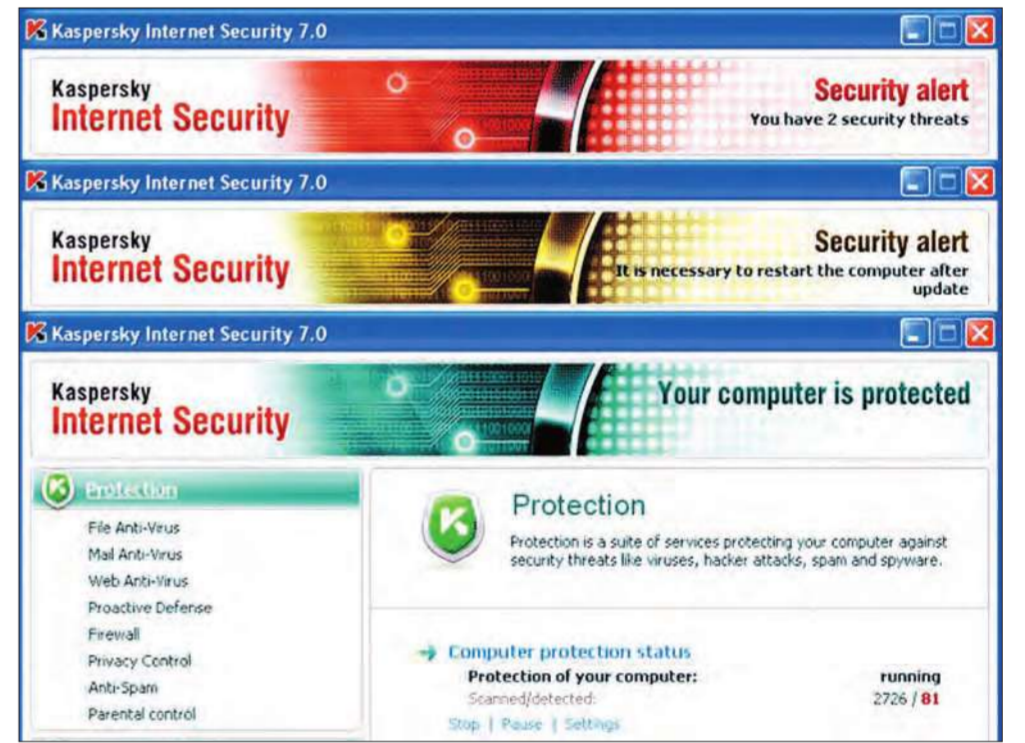 Kaspersky Internet Security 7.0
Kaspersky
Internet Security
Security alert
You have 2 security threats
Kaspersky Internet Security 7.0
Kaspersky
Internet Security
Security alert
It is necessary to restart the computer after
update
Kaspersky Internet Security 7.0
Kaspersky
Internet Security
Your computer is protected
Protection
File Anti-Virus
Mail Anti-Virus
Web Anti-Virus
Proactive Defense
Firewall
Privacy Control
Anti-Spam
Parental control
Protection
Protection is a suite of services protecting your computer against
security threats like viruses, hacker attacks, spam and spyware.
Computer protection status
Protection of your computer: running
Scanned/detected: 2726 / 81
Stop | Pause | Settings